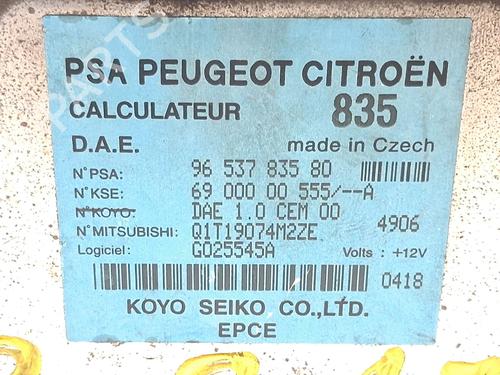 PSA PEUGEOT CITROËN
CALCULATEUR 835
D.A.E. made in Czech
N°PSA: 96 537 835 80
N°KSE: 69 000 00 555/--A
N°KOYO: DAE 1.0 CEM 00
N°MITSUBISHI: Q1T19074M2ZE 4906
Logiciel: G025545A Volts : +12V
0418
KOYO SEIKO CO.,LTD.
EPCE